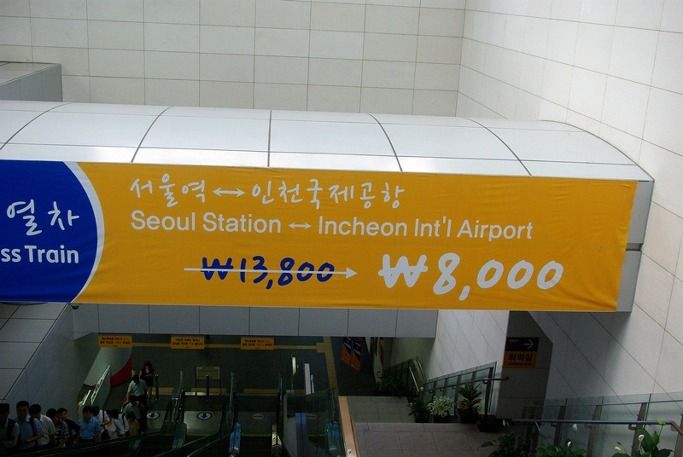 열차
ss Train
서울역 ↔ 인천국제공항
Seoul Station ↔ Incheon Int'l Airport
₩13,800 → ₩8,000